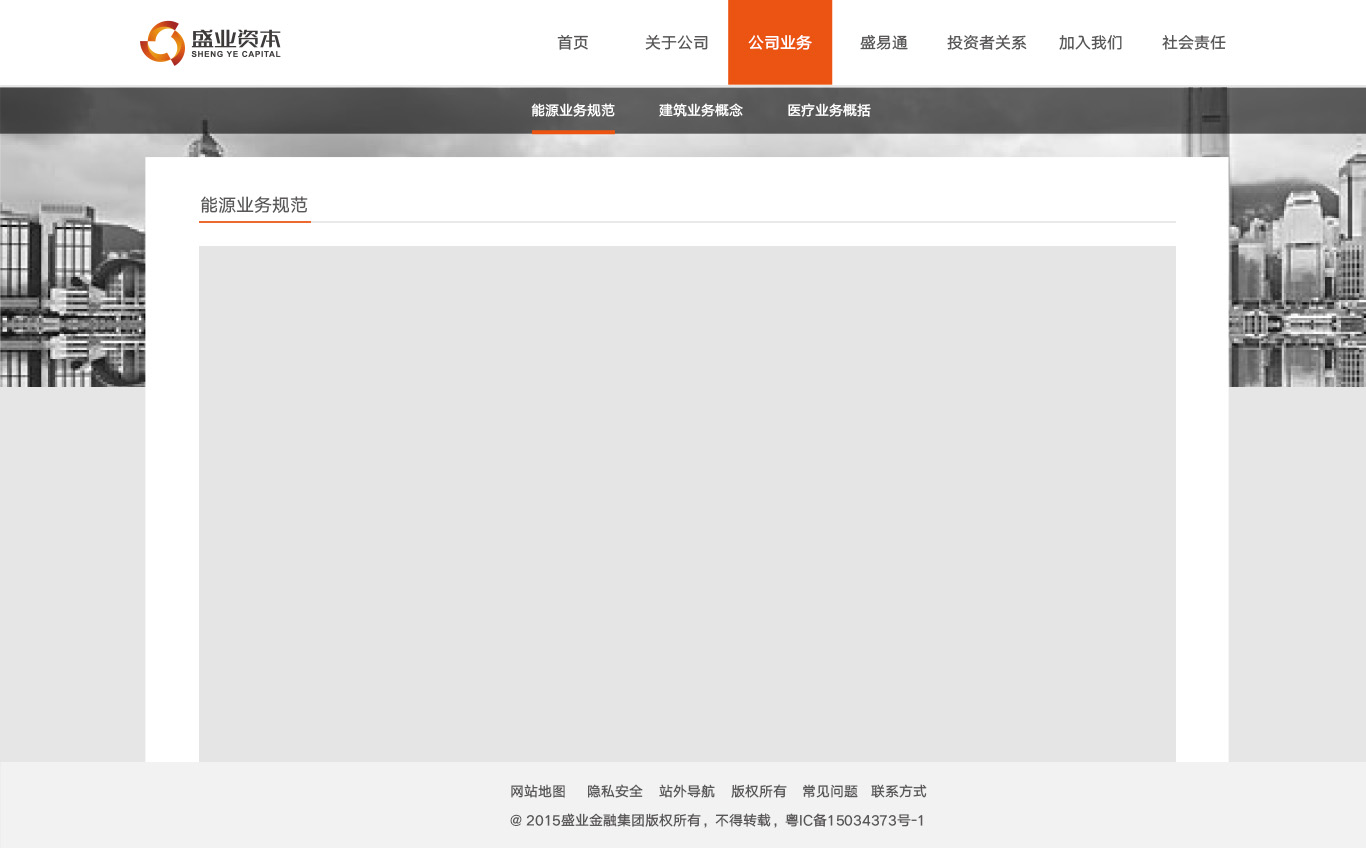 盛业资本
SHENG YE CAPITAL
首页 关于公司 公司业务 盛易通 投资者关系 加入我们 社会责任
能源业务规范 建筑业务概念 医疗业务概括
能源业务规范
网站地图 隐私安全 站外导航 版权所有 常见问题 联系方式
@ 2015盛业金融集团版权所有，不得转载，粤IC备15034373号-1